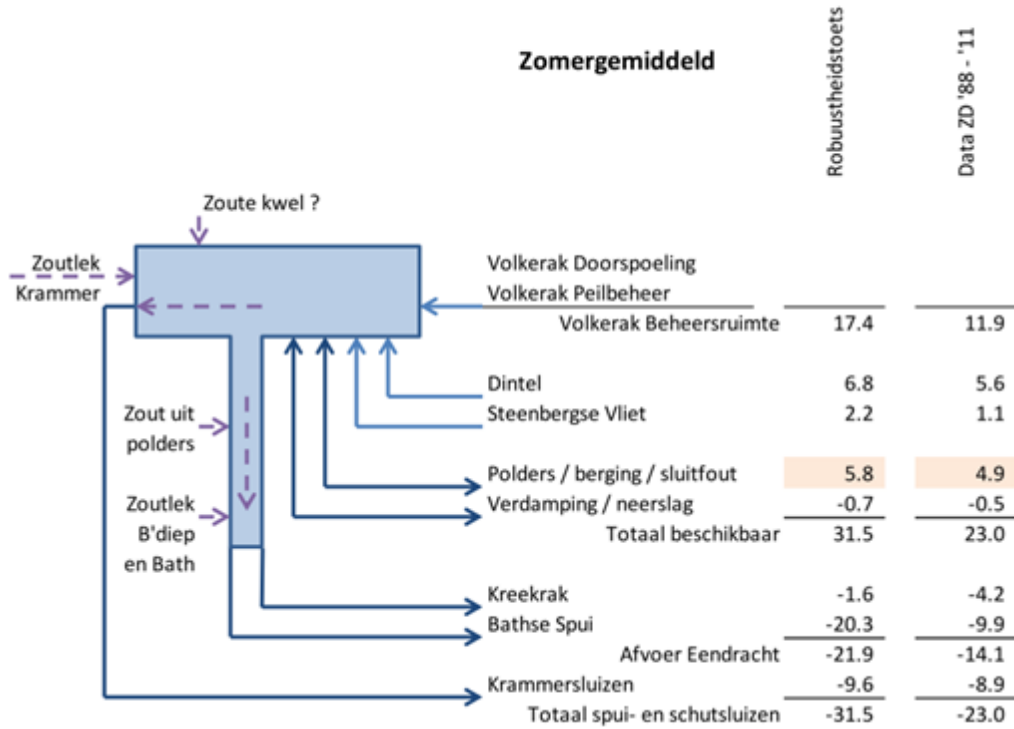 Zomergemiddeld
Robuustheidstoets
Data ZD '88 - '11
Zoute kwel ?
Zoutlek
Krammer
Zout uit
polders
Zoutlek
B'diep
en Bath
Volkerak Doorspoeling
Volkerak Peilbeheer
Volkerak Beheersruimte 17.4 11.9
Dintel 6.8 5.6
Steenbergse Vliet 2.2 1.1
Polders / berging / sluitfout 5.8 4.9
Verdamping / neerslag -0.7 -0.5
Totaal beschikbaar 31.5 23.0
Kreekrak -1.6 -4.2
Bathse Spui -20.3 -9.9
Afvoer Eendracht -21.9 -14.1
Krammersluizen -9.6 -8.9
Totaal spui- en schutsluizen -31.5 -23.0